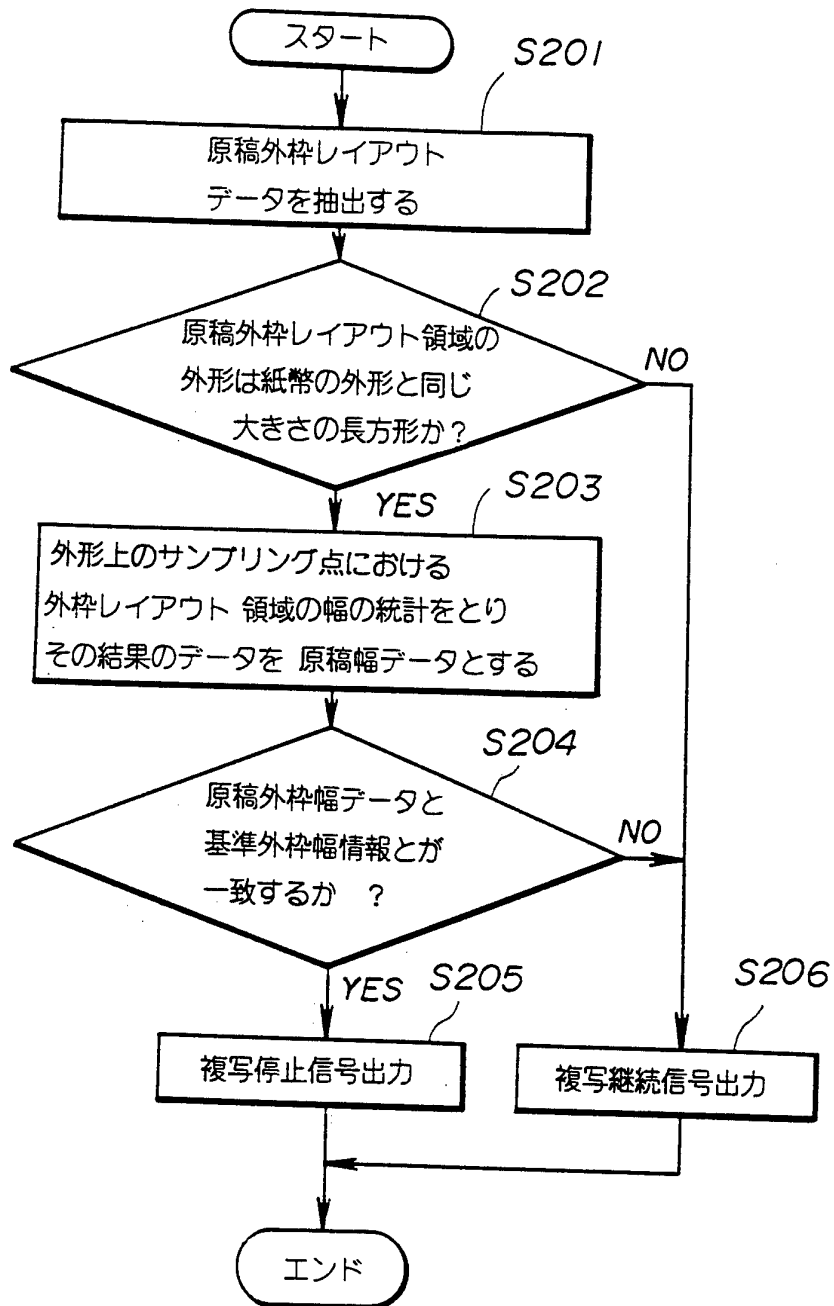 スタート
S201
原稿外枠レイアウト
データを抽出する
S202
原稿外枠レイアウト領域の
外形は紙幣の外形と同じ
大きさの長方形か?
NO
YES
S203
外形上のサンプリング点における
外枠レイアウト 領域の幅の統計をとり
その結果のデータを 原稿幅データとする
S204
原稿外枠幅データと
基準外枠幅情報とが
一致するか ?
NO
YES
S205
複写停止信号出力
S206
複写継続信号出力
エンド